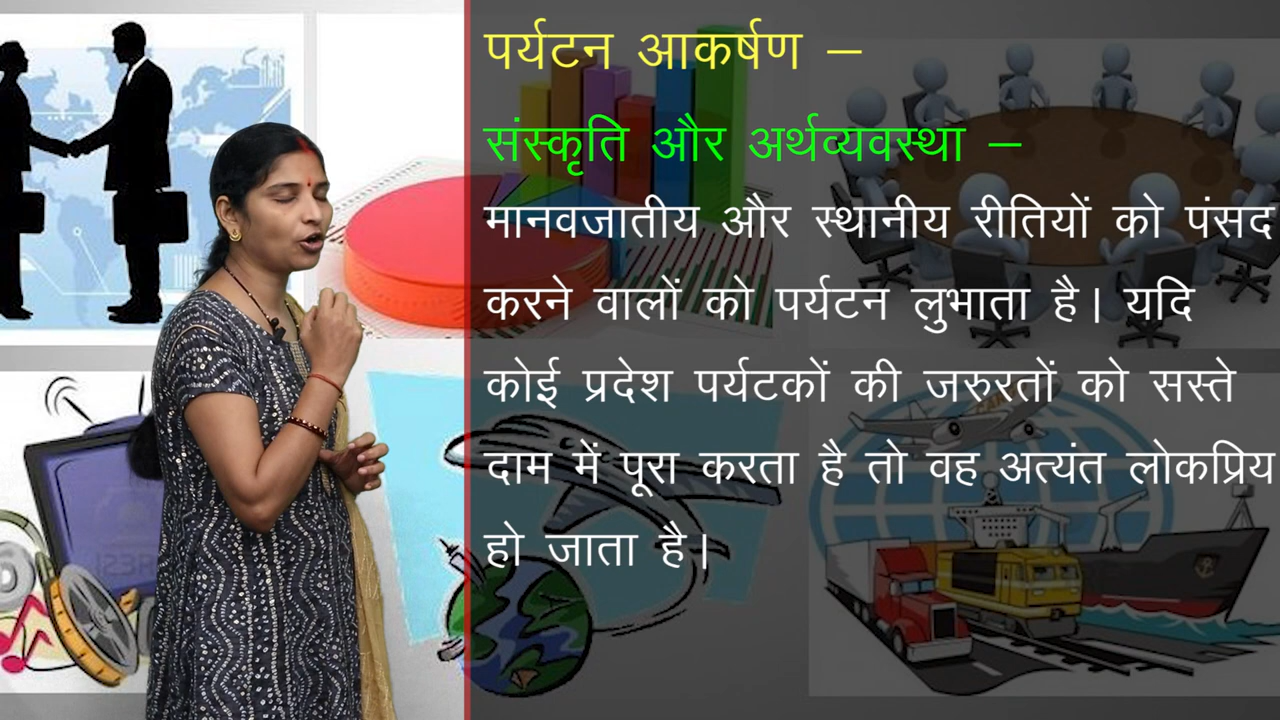 पर्यटन आकर्षण –
संस्कृति और अर्थव्यवस्था –
मानवजातीय और स्थानीय रीतियों को पंसद
करने वालों को पर्यटन लुभाता है। यदि
कोई प्रदेश पर्यटकों की जरुरतों को सस्ते
दाम में पूरा करता है तो वह अत्यंत लोकप्रिय
हो जाता है।